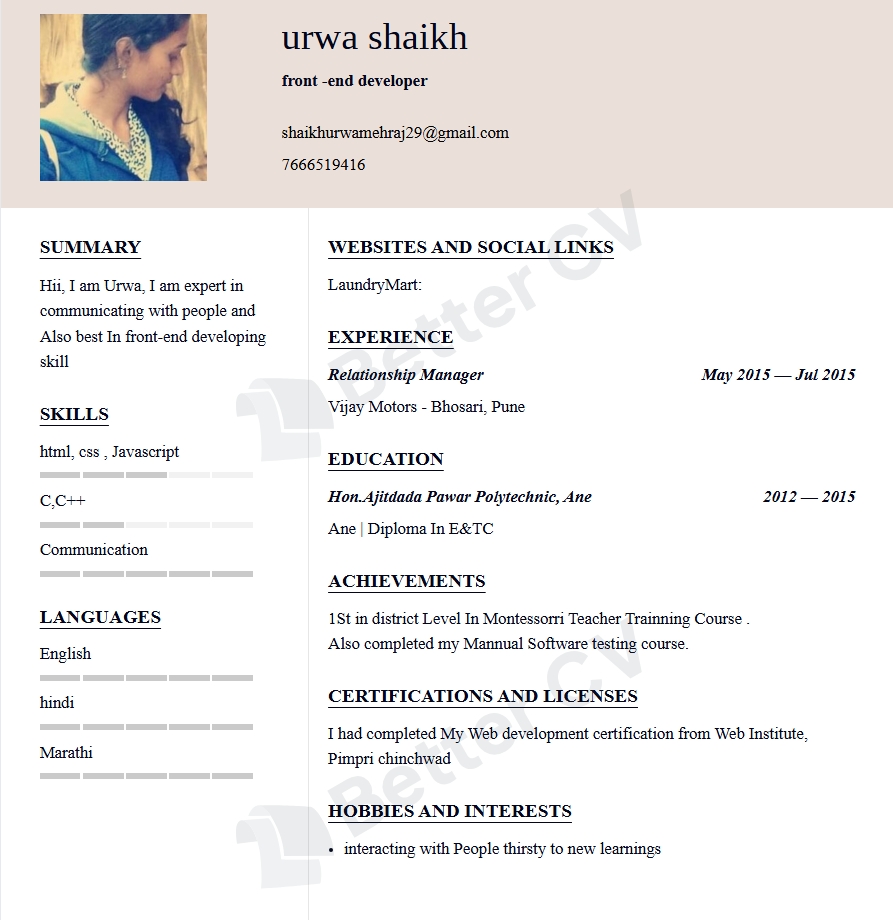 urwa shaikh
front -end developer
shaikhurwamehraj29@gmail.com
7666519416
SUMMARY
Hii, I am Urwa, I am expert in
communicating with people and
Also best In front-end developing
skill
SKILLS
html, css , Javascript
C,C++
Communication
LANGUAGES
English
hindi
Marathi
WEBSITES AND SOCIAL LINKS
LaundryMart:
EXPERIENCE
Relationship Manager May 2015 — Jul 2015
Vijay Motors - Bhosari, Pune
EDUCATION
Hon.Ajitdada Pawar Polytechnic, Ane 2012 — 2015
Ane | Diploma In E&TC
ACHIEVEMENTS
1St in district Level In Montessorri Teacher Trainning Course .
Also completed my Mannual Software testing course.
CERTIFICATIONS AND LICENSES
I had completed My Web development certification from Web Institute,
Pimpri chinchwad
HOBBIES AND INTERESTS
• interacting with People thirsty to new learnings
Better CV
Better CV